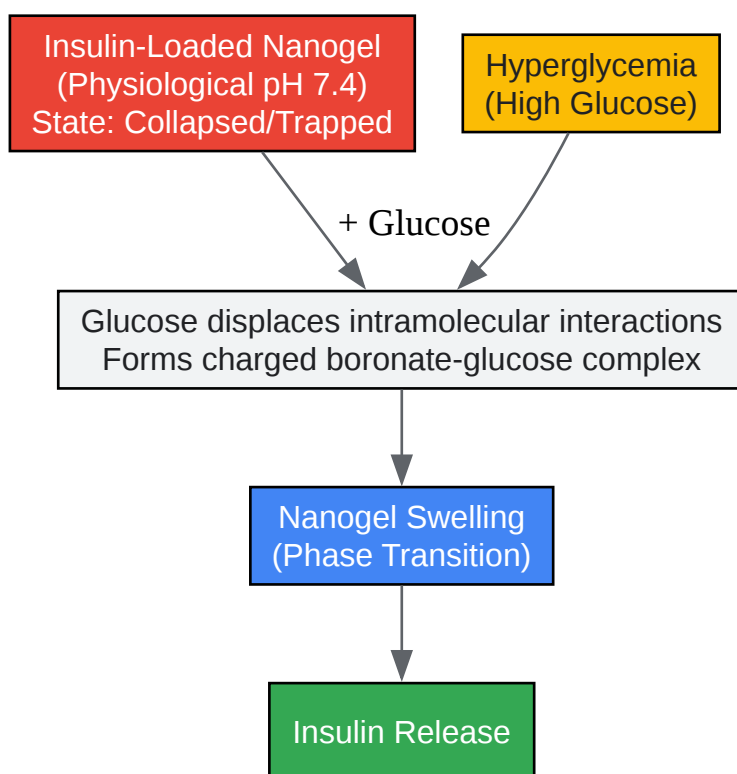 Insulin-Loaded Nanogel
(Physiological pH 7.4)
State: Collapsed/Trapped
Hyperglycemia
(High Glucose)
+ Glucose
Glucose displaces intramolecular interactions
Forms charged boronate-glucose complex
Nanogel Swelling
(Phase Transition)
Insulin Release